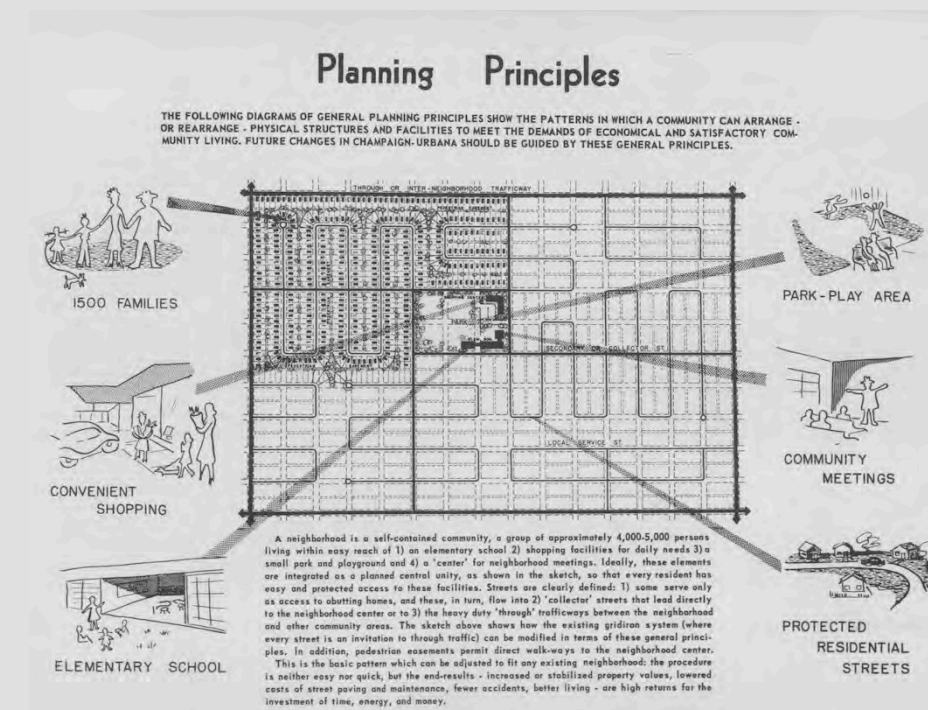 Planning Principles
THE FOLLOWING DIAGRAMS OF GENERAL PLANNING PRINCIPLES SHOW THE PATTERNS IN WHICH A COMMUNITY CAN ARRANGE -
OR REARRANGE - PHYSICAL STRUCTURES AND FACILITIES TO MEET THE DEMANDS OF ECONOMICAL AND SATISFACTORY COM-
MUNITY LIVING. FUTURE CHANGES IN CHAMPAIGN-URBANA SHOULD BE GUIDED BY THESE GENERAL PRINCIPLES.
THROUGH OR INTER-NEIGHBORHOOD TRAFFICWAY
1500 FAMILIES
PARK-PLAY AREA
PARK
SECONDARY OR COLLECTOR ST.
LOCAL SERVICE ST.
CONVENIENT
SHOPPING
COMMUNITY
MEETINGS
ELEMENTARY SCHOOL
PROTECTED
RESIDENTIAL
STREETS
A neighborhood is a self-contained community, a group of approximately 4,000-5,000 persons
living within easy reach of 1) an elementary school 2) shopping facilities for daily needs 3) a
small park and playground and 4) a 'center' for neighborhood meetings. Ideally, these elements
are integrated as a planned central unity, as shown in the sketch, so that every resident has
easy and protected access to these facilities. Streets are clearly defined: 1) some serve only
as access to abutting homes, and these, in turn, flow into 2) 'collector' streets that lead directly
to the neighborhood center or to 3) the heavy duty 'through' trafficways between the neighborhood
and other community areas. The sketch above shows how the existing gridiron system (where
every street is an invitation to through traffic) can be modified in terms of these general princi-
ples. In addition, pedestrian easements permit direct walk-ways to the neighborhood center.
This is the basic pattern which can be adjusted to fit any existing neighborhood: the procedure
is neither easy nor quick, but the end-results - increased or stabilized property values, lowered
costs of street paving and maintenance, fewer accidents, better living - are high returns for the
investment of time, energy, and money.